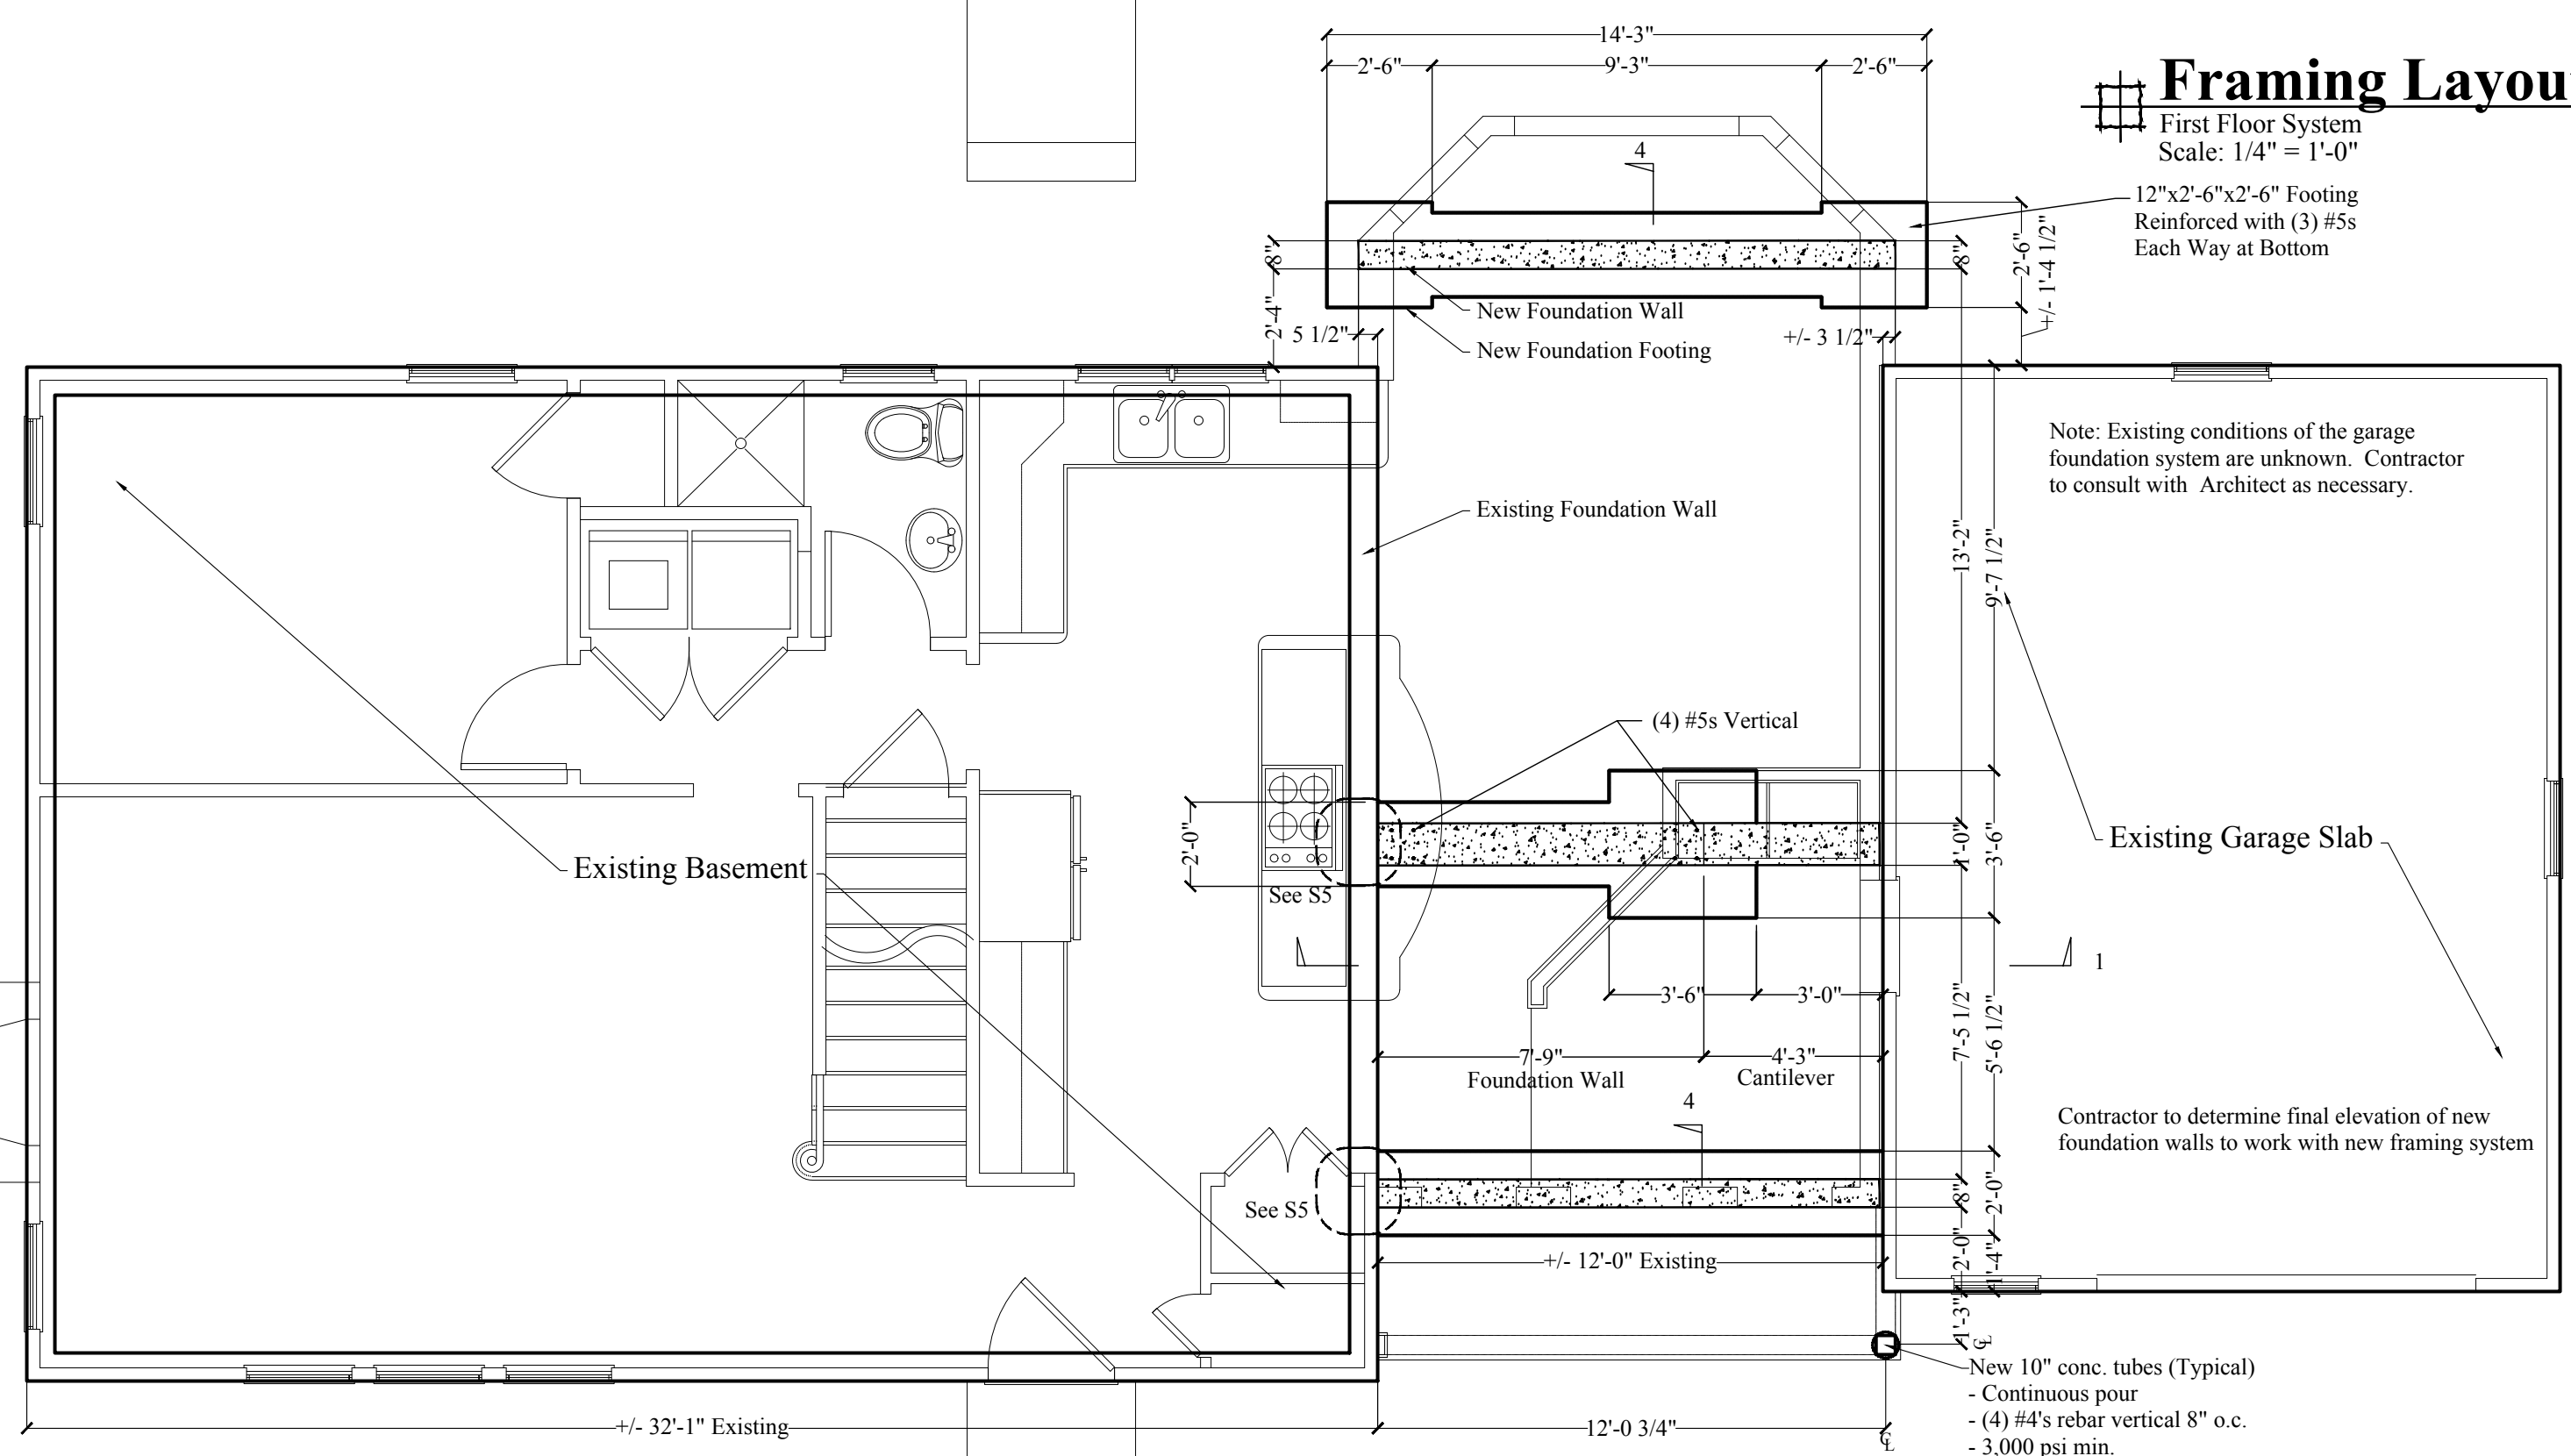 14'-3"
2'-6"
9'-3"
2'-6"
Framing Layou
First Floor System
Scale: 1/4" = 1'-0"
4
12"x2'-6"x2'-6" Footing
Reinforced with (3) #5s
Each Way at Bottom
8"
8"
2'-6"
+/- 1'-4 1/2"
2'-4"
5 1/2"
New Foundation Wall
+/- 3 1/2"
New Foundation Footing
Note: Existing conditions of the garage
foundation system are unknown. Contractor
to consult with Architect as necessary.
Existing Foundation Wall
13'-2"
9'-7 1/2"
(4) #5s Vertical
2'-0"
1'-0"
3'-6"
Existing Garage Slab
Existing Basement
See S5
1
3'-6"
3'-0"
7'-5 1/2"
5'-6 1/2"
7'-9"
Foundation Wall
4'-3"
Cantilever
4
Contractor to determine final elevation of new
foundation walls to work with new framing system
See S5
8"
2'-0"
+/- 12'-0" Existing
2'-0"
1'-4"
1'-3"
℄
New 10" conc. tubes (Typical)
- Continuous pour
- (4) #4's rebar vertical 8" o.c.
- 3,000 psi min.
+/- 32'-1" Existing
12'-0 3/4"
℄